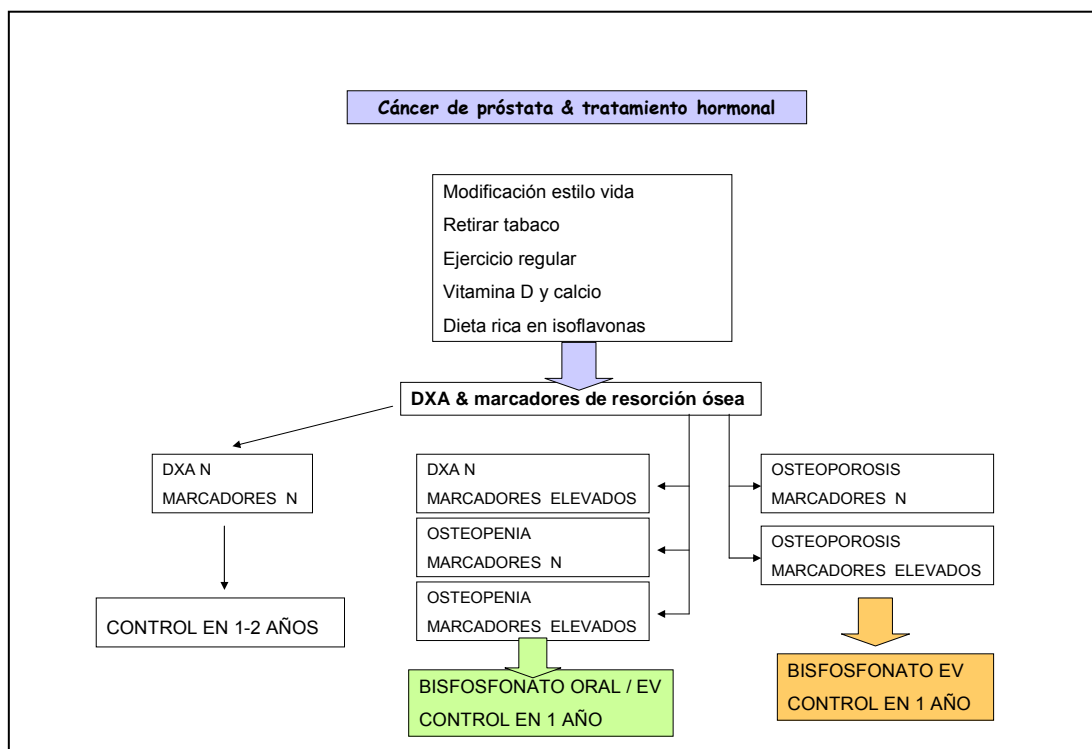 Cáncer de próstata & tratamiento hormonal
Modificación estilo vida
Retirar tabaco
Ejercicio regular
Vitamina D y calcio
Dieta rica en isoflavonas
DXA & marcadores de resorción ósea
DXA N
MARCADORES N
CONTROL EN 1-2 AÑOS
DXA N
MARCADORES ELEVADOS
OSTEOPENIA
MARCADORES N
OSTEOPENIA
MARCADORES ELEVADOS
BISFOSFONATO ORAL / EV
CONTROL EN 1 AÑO
OSTEOPOROSIS
MARCADORES N
OSTEOPOROSIS
MARCADORES ELEVADOS
BISFOSFONATO EV
CONTROL EN 1 AÑO